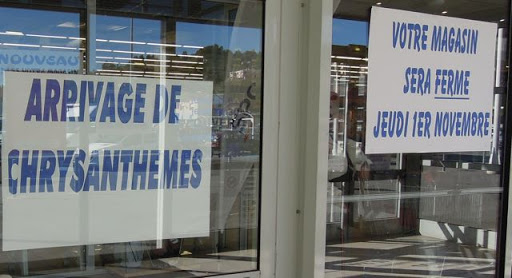 NOUVEAU
ARRIVAGE DE
CHRYSANTHEMES
VOTRE MAGASIN
SERA FERME
JEUDI 1ER NOVEMBRE